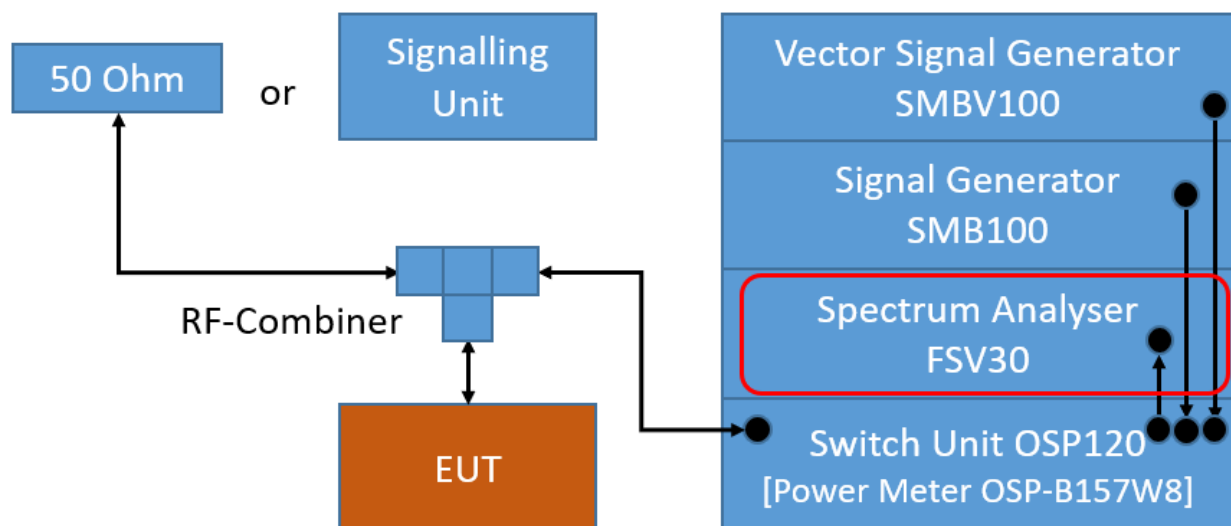 50 Ohm
or
Signalling
Unit
RF-Combiner
EUT
Vector Signal Generator
SMBV100
Signal Generator
SMB100
Spectrum Analyser
FSV30
Switch Unit OSP120
[Power Meter OSP-B157W8]